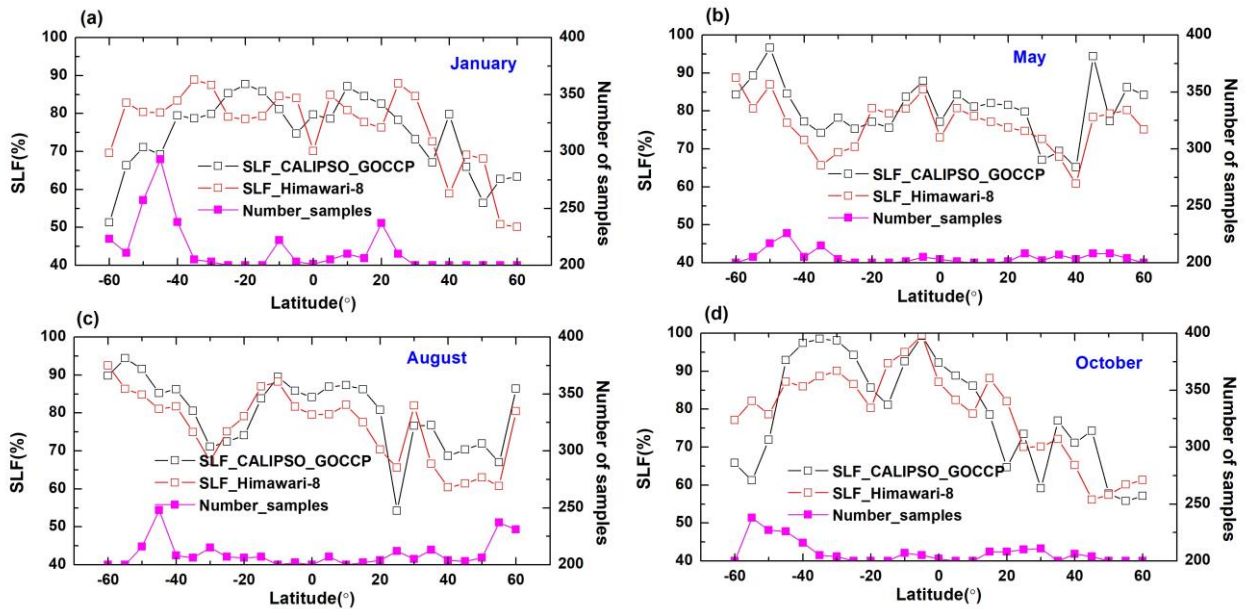 (a)
January
SLF(%)
100
90
80
70
60
50
40
400
350
300
250
200
Number of samples
SLF_CALIPSO_GOCCP
SLF_Himawari-8
Number_samples
-60 -40 -20 0 20 40 60
Latitude(°)
(b)
May
SLF(%)
100
90
80
70
60
50
40
400
350
300
250
200
Number of samples
SLF_CALIPSO_GOCCP
SLF_Himawari-8
Number_samples
-60 -40 -20 0 20 40 60
Latitude(°)
(c)
August
SLF(%)
100
90
80
70
60
50
40
400
350
300
250
200
Number of samples
SLF_CALIPSO_GOCCP
SLF_Himawari-8
Number_samples
-60 -40 -20 0 20 40 60
Latitude(°)
(d)
October
SLF(%)
100
90
80
70
60
50
40
400
350
300
250
200
Number of samples
SLF_CALIPSO_GOCCP
SLF_Himawari-8
Number_samples
-60 -40 -20 0 20 40 60
Latitude(°)